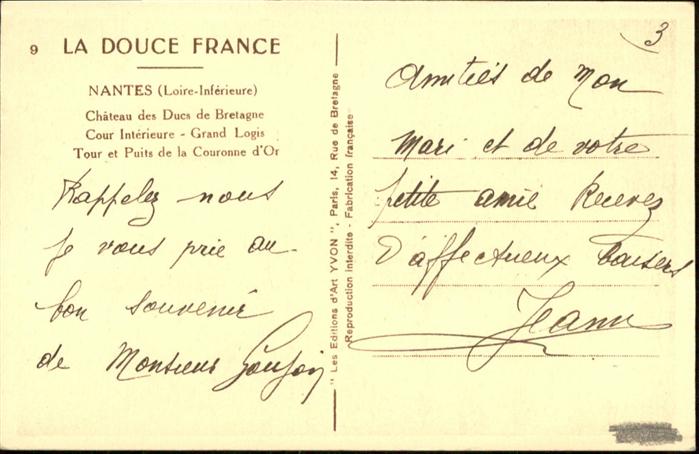 9 LA DOUCE FRANCE
NANTES (Loire-Inférieure)
Château des Ducs de Bretagne
Cour Intérieure - Grand Logis
Tour et Puits de la Couronne d'Or
Rappelez nous
je vous prie au
bon souvenir
de Monsieur
" Les Editions d'Art YVON ", Paris, 14, Rue de Bretagne
Reproduction interdite - Fabrication française
3
Amitiés de Mon
Mari et de votre
petite amie Recevez
d'affectueux baisers